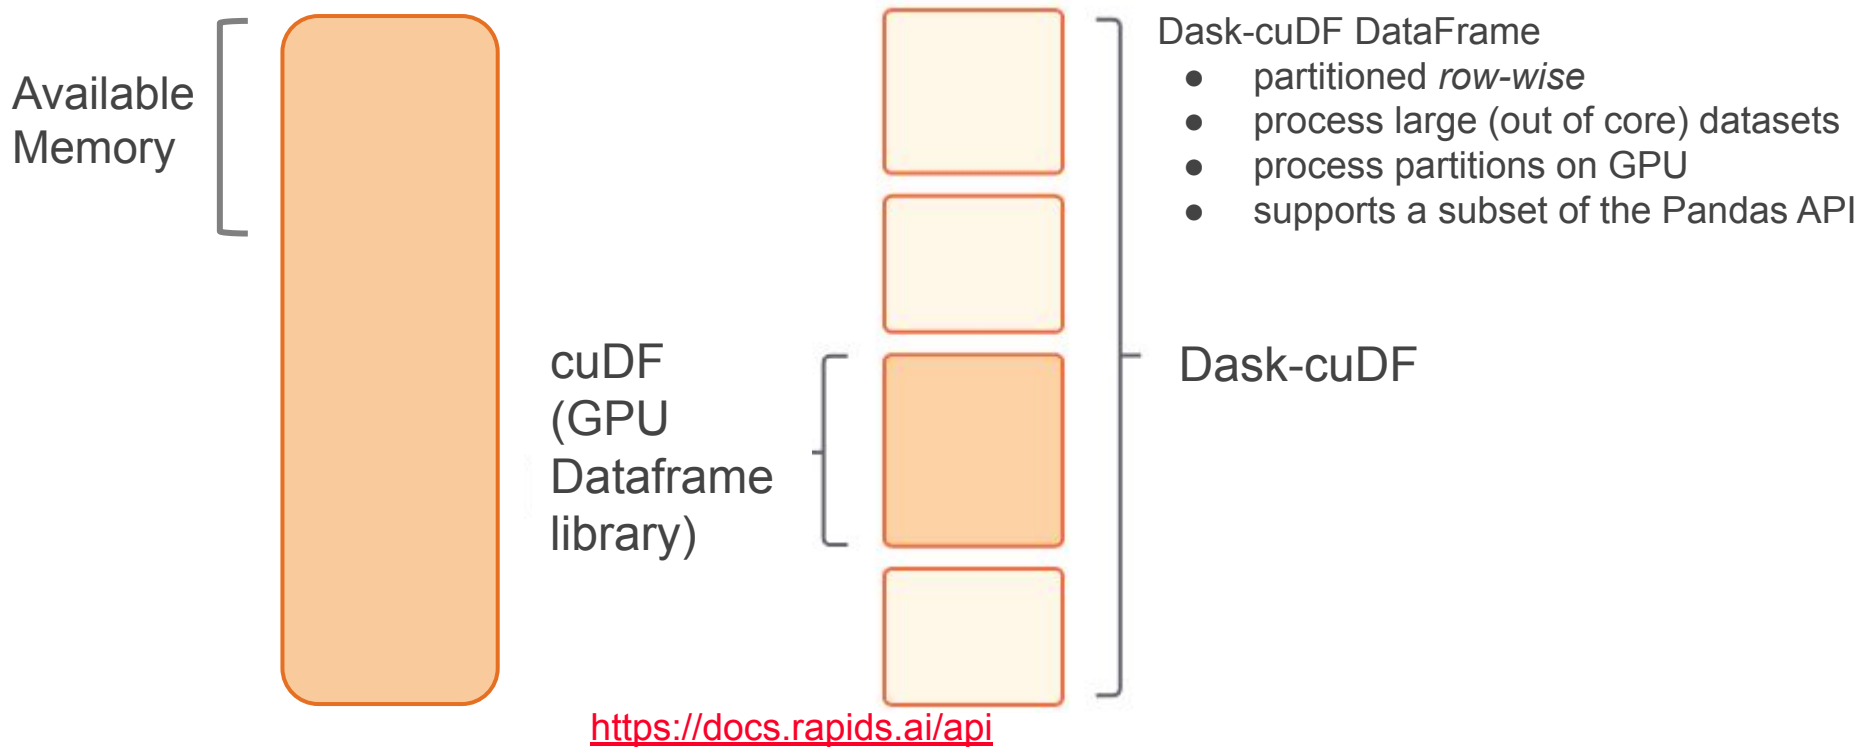 Available
Memory
cuDF
(GPU
Dataframe
library)
Dask-cuDF DataFrame
● partitioned row-wise
● process large (out of core) datasets
● process partitions on GPU
● supports a subset of the Pandas API
Dask-cuDF
https://docs.rapids.ai/api